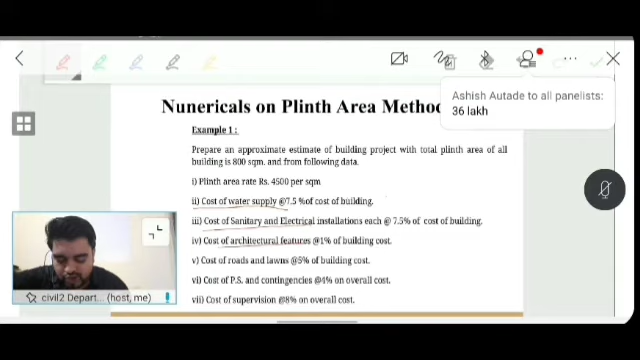 Ashish Autade to all panelists:
36 lakh
Nunericals on Plinth Area Method
Example 1 :
Prepare an approximate estimate of building project with total plinth area of all
building is 800 sqm. and from following data.
i) Plinth area rate Rs. 4500 per sqm
ii) Cost of water supply @7.5 %of cost of building.
iii) Cost of Sanitary and Electrical installations each @ 7.5% of cost of building.
iv) Cost of architectural features @1% of building cost.
v) Cost of roads and lawns @5% of building cost.
vi) Cost of P.S. and contingencies @4% on overall cost.
vii) Cost of supervision @8% on overall cost.
civil2 Depart... (host, me)